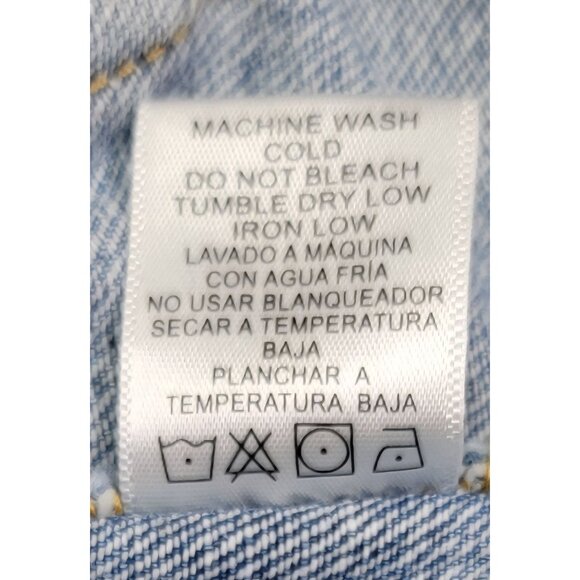 MACHINE WASH
COLD
DO NOT BLEACH
TUMBLE DRY LOW
IRON LOW
LAVADO A MÁQUINA
CON AGUA FRÍA
NO USAR BLANQUEADOR
SECAR A TEMPERATURA
BAJA
PLANCHAR A
TEMPERATURA BAJA